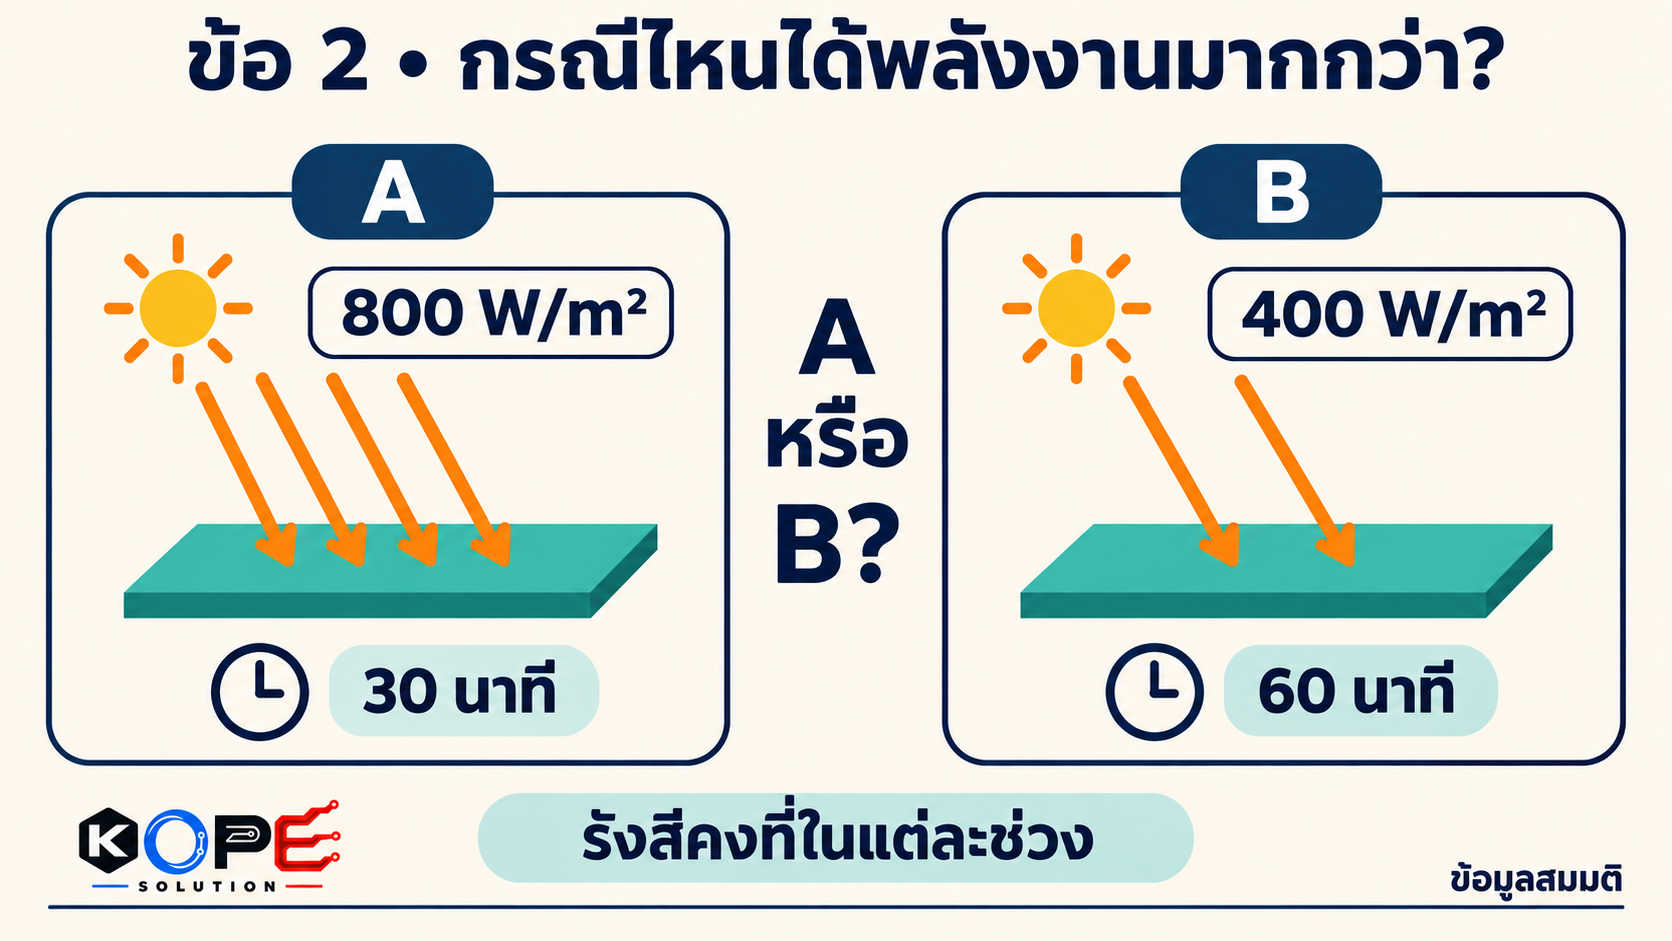 ข้อ 2 • กรณีไหนได้พลังงานมากกว่า?
A
800 W/m²
30 นาที
A
หรือ
B?
B
400 W/m²
60 นาที
รังสีคงที่ในแต่ละช่วง
KOPE
SOLUTION
ข้อมูลสมมติ